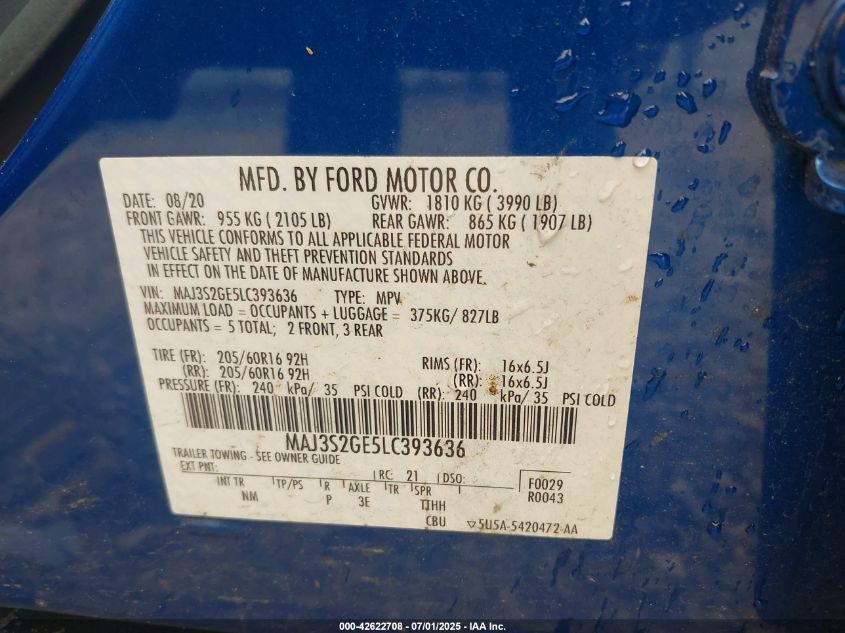 MFD. BY FORD MOTOR CO.
DATE: 08/20 GVWR: 1810 KG ( 3990 LB)
FRONT GAWR: 955 KG ( 2105 LB) REAR GAWR: 865 KG ( 1907 LB)
THIS VEHICLE CONFORMS TO ALL APPLICABLE FEDERAL MOTOR
VEHICLE SAFETY AND THEFT PREVENTION STANDARDS
IN EFFECT ON THE DATE OF MANUFACTURE SHOWN ABOVE.
VIN: MAJ3S2GE5LC393636 TYPE: MPV
MAXIMUM LOAD = OCCUPANTS + LUGGAGE = 375KG/ 827LB
OCCUPANTS = 5 TOTAL; 2 FRONT, 3 REAR
TIRE (FR): 205/60R16 92H RIMS (FR): 16x6.5J
(RR): 205/60R16 92H (RR): 16x6.5J
PRESSURE (FR): 240 kPa/ 35 PSI COLD (RR): 240 kPa/ 35 PSI COLD
MAJ3S2GE5LC393636
TRAILER TOWING - SEE OWNER GUIDE
EXT PNT: RC: 21 DSO: F0029
INT TR TP/PS R AXLE TR SPR R0043
NM P 3E TJHH
CBU 5U5A-5420472-AA
000-42622708 - 07/01/2025 - IAA Inc.